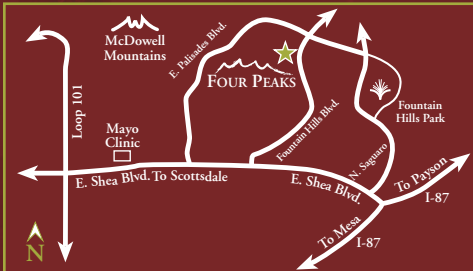 McDowell
Mountains
E. Palisades Blvd.
FOUR PEAKS
Loop 101
Mayo
Clinic
Fountain Hills Blvd.
Fountain
Hills Park
N. Saguaro
E. Shea Blvd. To Scottsdale
E. Shea Blvd.
To Payson
I-87
To Mesa
I-87
N